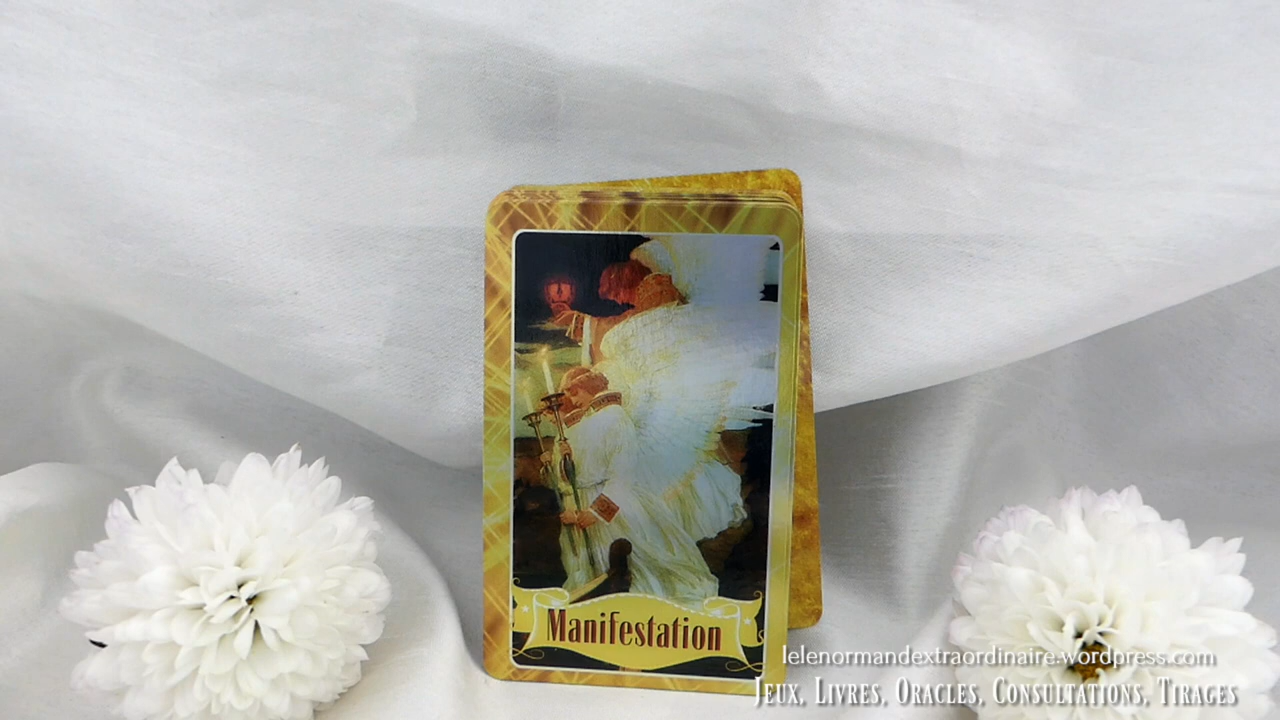 Manifestation
lelenormandextraordinaire.wordpress.com
Jeux, Livres, Oracles, Consultations, Tirages